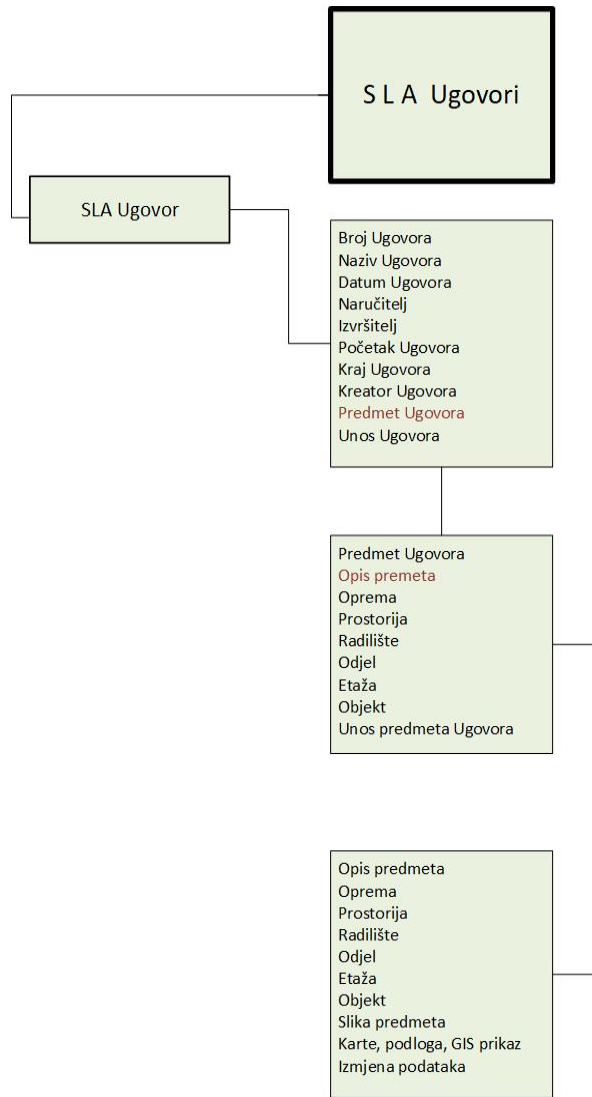 S L A Ugovori
SLA Ugovor
Broj Ugovora
Naziv Ugovora
Datum Ugovora
Naručitelj
Izvršitelj
Početak Ugovora
Kraj Ugovora
Kreator Ugovora
Predmet Ugovora
Unos Ugovora
Predmet Ugovora
Opis premeta
Oprema
Prostorija
Radilište
Odjel
Etaža
Objekt
Unos predmeta Ugovora
Opis predmeta
Oprema
Prostorija
Radilište
Odjel
Etaža
Objekt
Slika predmeta
Karte, podloga, GIS prikaz
Izmjena podataka